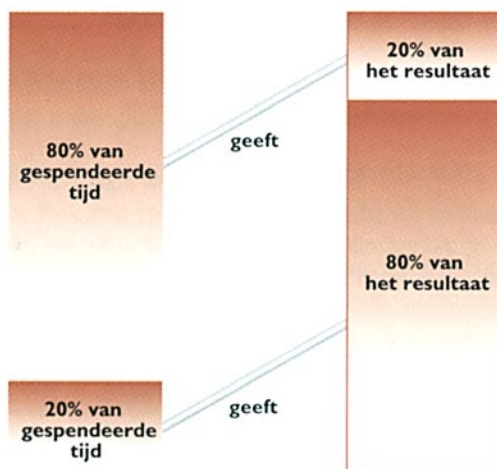 80% van
gespendeerde
tijd
geeft
20% van
het resultaat
20% van
gespendeerde
tijd
geeft
80% van
het resultaat